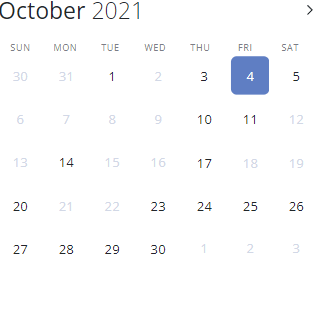 October 2021
SUN MON TUE WED THU FRI SAT
30 31 1 2 3 4 5
6 7 8 9 10 11 12
13 14 15 16 17 18 19
20 21 22 23 24 25 26
27 28 29 30 1 2 3